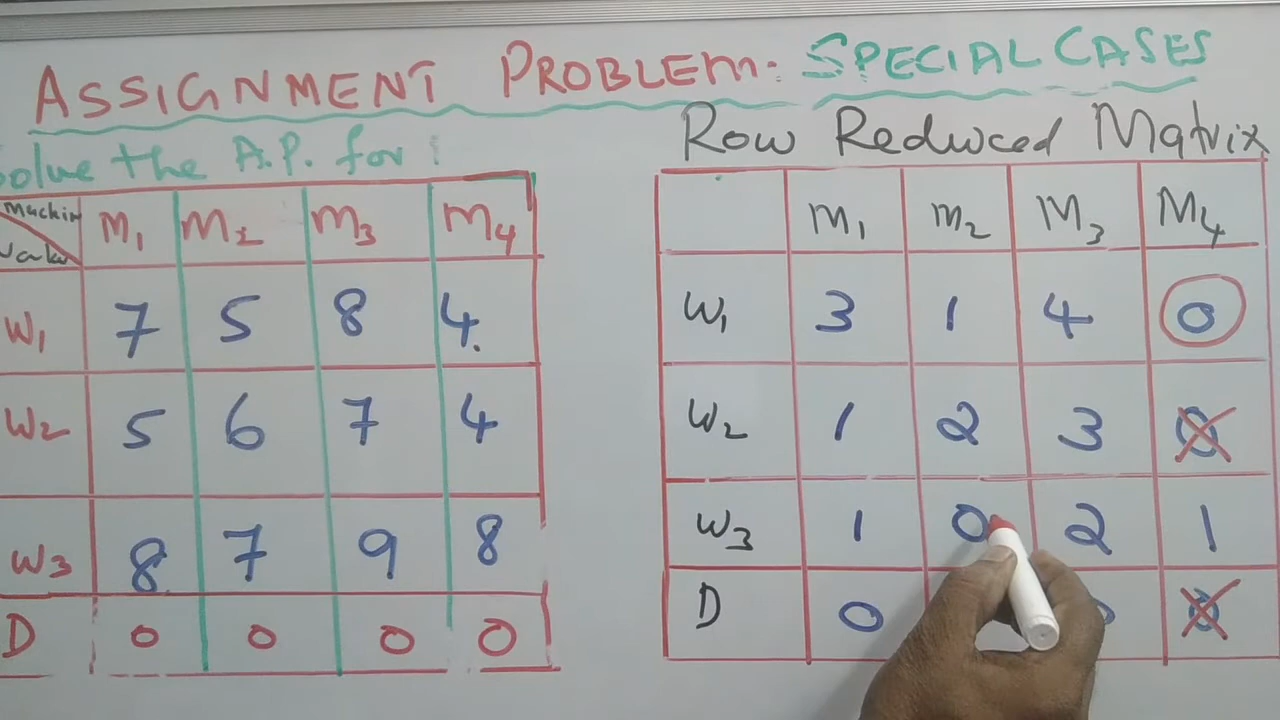 ASSIGNMENT PROBLEM: SPECIAL CASES
Solve the A.P. for :
Row Reduced Matrix
M1 M2 M3 M4
W1 7 5 8 4.
W2 5 6 7 4
W3 8 7 9 8
D 0 0 0 0
M1 M2 M3 M4
W1 3 1 4 0
W2 1 2 3 0
W3 1 0 2 1
D 0 0